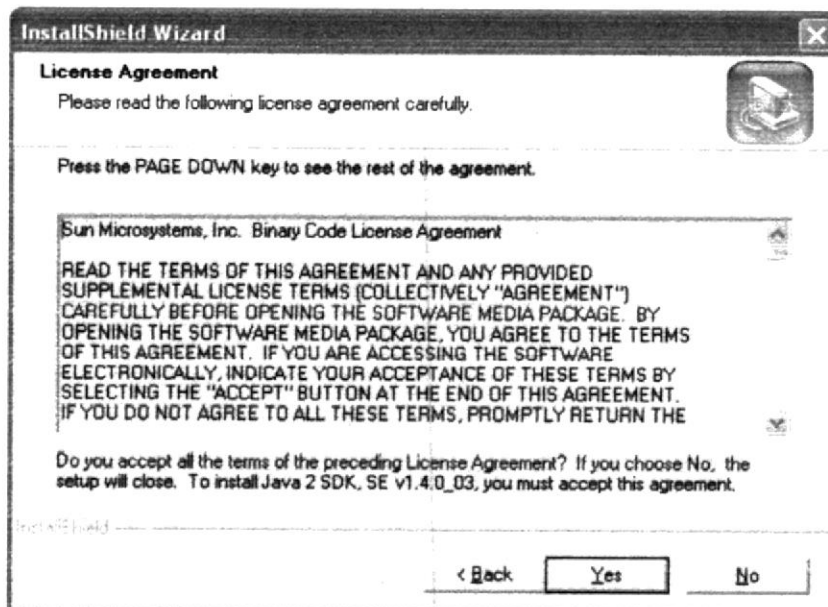 InstallShield Wizard
License Agreement
Please read the following license agreement carefully.
Press the PAGE DOWN key to see the rest of the agreement.
Sun Microsystems, Inc. Binary Code License Agreement
READ THE TERMS OF THIS AGREEMENT AND ANY PROVIDED
SUPPLEMENTAL LICENSE TERMS (COLLECTIVELY "AGREEMENT")
CAREFULLY BEFORE OPENING THE SOFTWARE MEDIA PACKAGE. BY
OPENING THE SOFTWARE MEDIA PACKAGE, YOU AGREE TO THE TERMS
OF THIS AGREEMENT. IF YOU ARE ACCESSING THE SOFTWARE
ELECTRONICALLY, INDICATE YOUR ACCEPTANCE OF THESE TERMS BY
SELECTING THE "ACCEPT" BUTTON AT THE END OF THIS AGREEMENT.
IF YOU DO NOT AGREE TO ALL THESE TERMS, PROMPTLY RETURN THE
Do you accept all the terms of the preceding License Agreement? If you choose No, the
setup will close. To install Java 2 SDK, SE v1.4.0_03, you must accept this agreement.
InstallShield
< Back Yes No